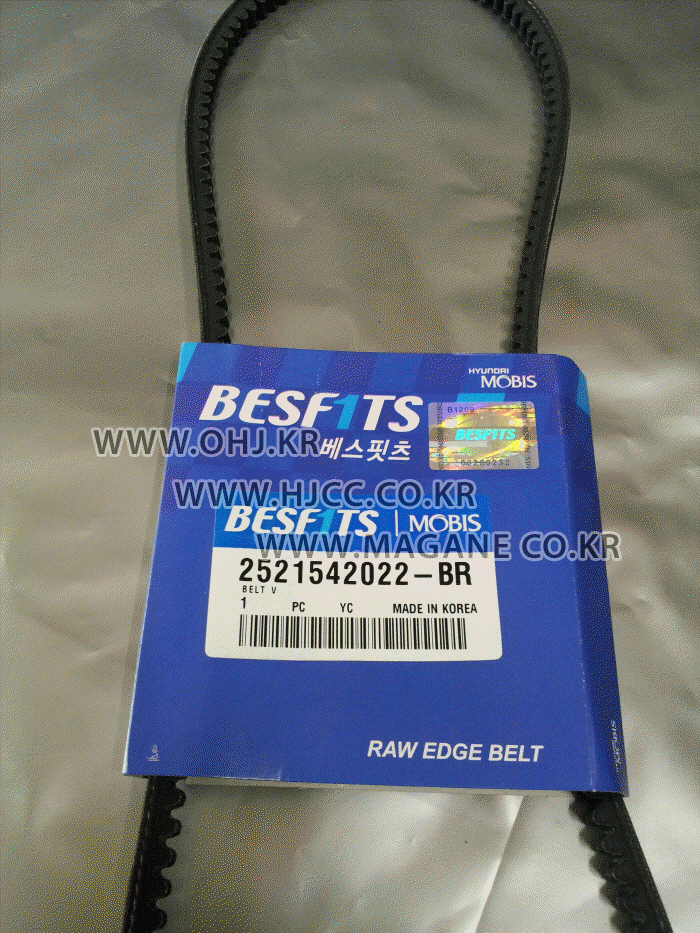 HYUNDAI
MOBIS
BESF1TS
베스핏츠
BESFITS
00280232
WWW.OHJ.KR
WWW.HJCC.CO.KR
BESF1TS | MOBIS
WWW.MAGANE.CO.KR
2521542022-BR
BELT V
1 PC YC MADE IN KOREA
RAW EDGE BELT